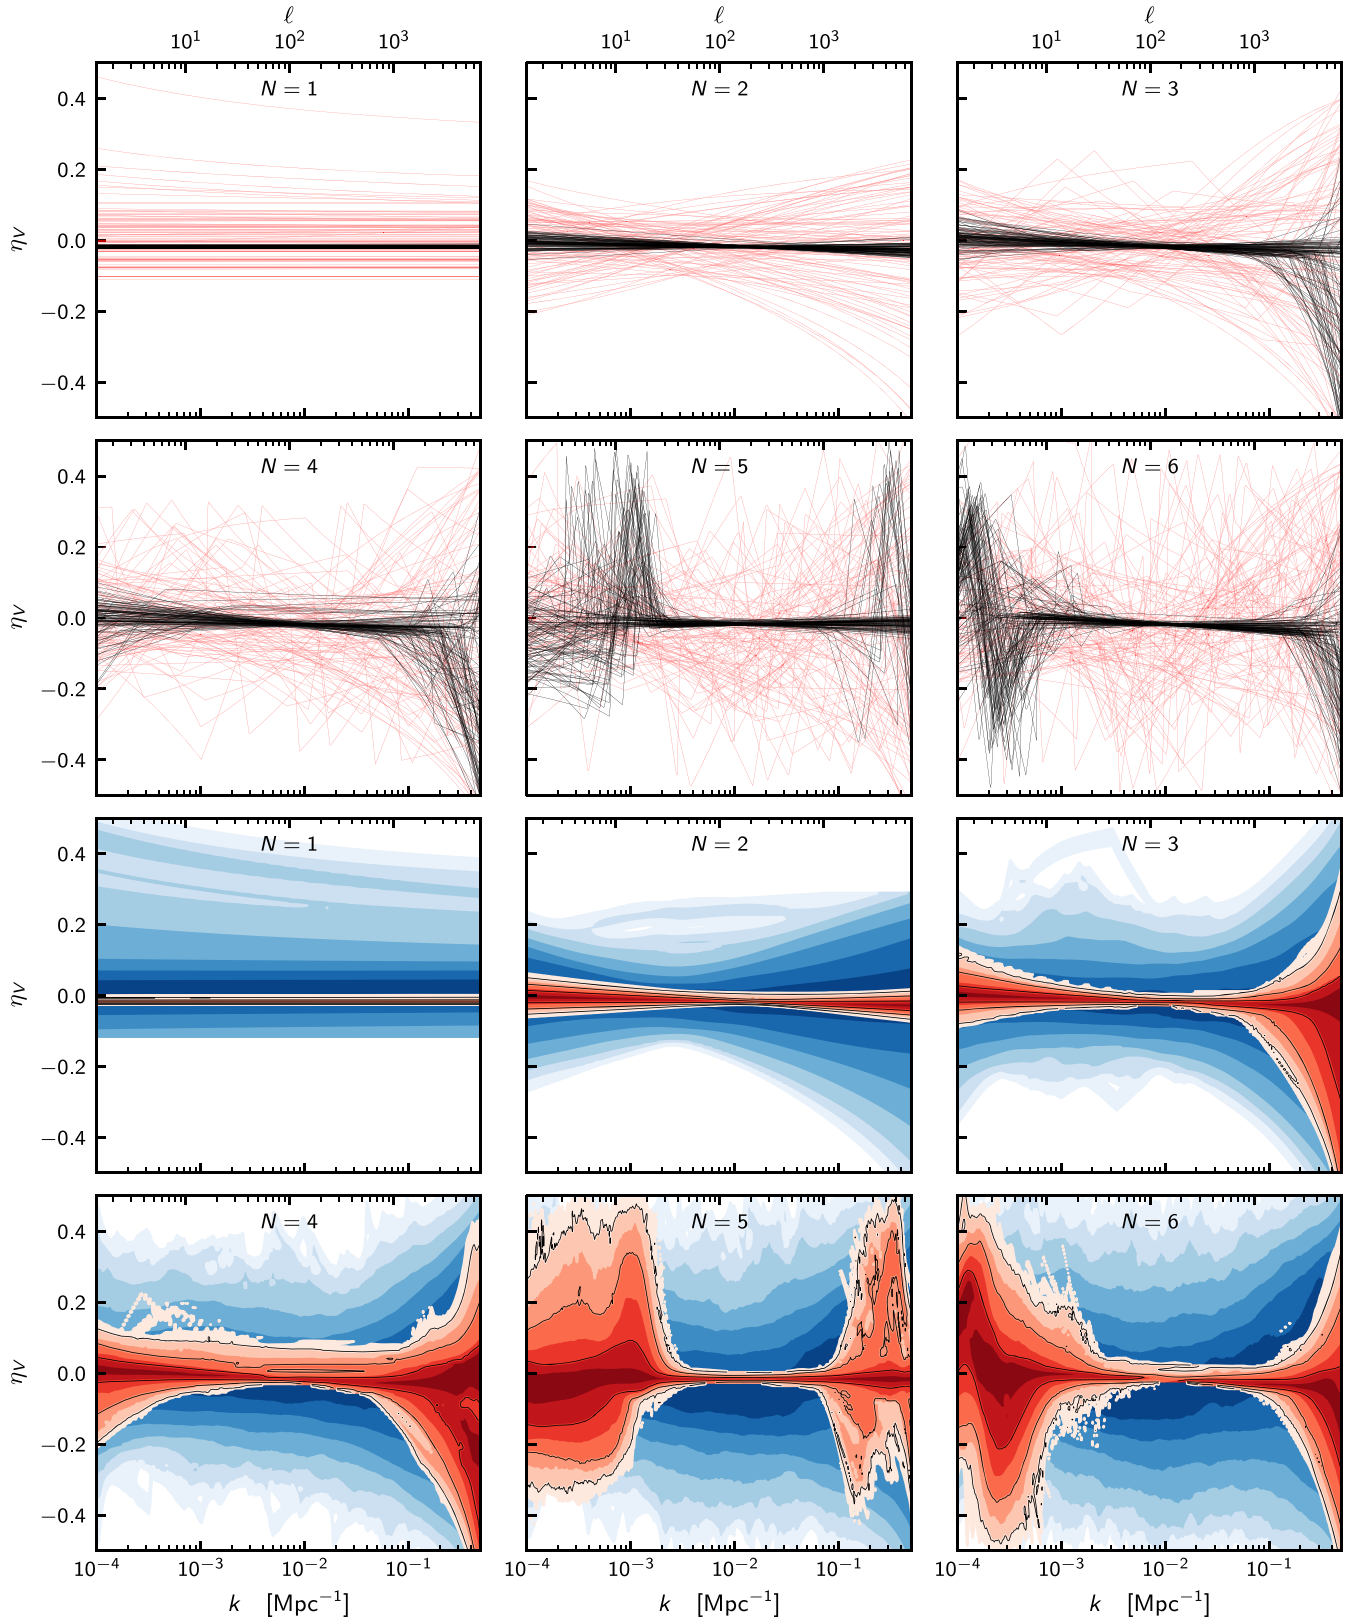 ℓ ℓ ℓ
10¹ 10² 10³ 10¹ 10² 10³ 10¹ 10² 10³
N = 1 N = 2 N = 3
0.4
0.2
0.0
−0.2
−0.4
ηV
N = 4 N = 5 N = 6
0.4
0.2
0.0
−0.2
−0.4
ηV
N = 1 N = 2 N = 3
0.4
0.2
0.0
−0.2
−0.4
ηV
N = 4 N = 5 N = 6
0.4
0.2
0.0
−0.2
−0.4
ηV
10⁻⁴ 10⁻³ 10⁻² 10⁻¹ 10⁻⁴ 10⁻³ 10⁻² 10⁻¹ 10⁻⁴ 10⁻³ 10⁻² 10⁻¹
k [Mpc⁻¹] k [Mpc⁻¹] k [Mpc⁻¹]